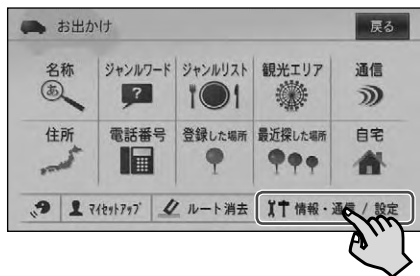 お出かけ 戻る
名称 ジャンルワード ジャンルリスト 観光エリア 通信
あ ?
住所 電話番号 登録した場所 最近探した場所 自宅
マイセットアップ ルート消去 情報・通信 / 設定